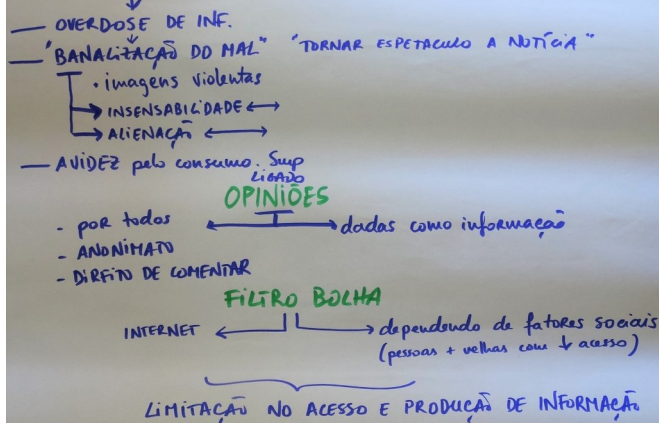 — OVERDOSE DE INF.
— "BANALIZAÇÃO DO MAL" "TORNAR ESPETACULO A NOTÍCIA"
• imagens violentas
→ INSENSABILIDADE ↔
→ ALIENAÇÃO ↔
— AVIDEZ pelo consumo. Sup
LIGADO
OPINIÕES
- por todos ↔ dadas como informação
- ANONIMATO
- DIREITO DE COMENTAR
FILTRO BOLHA
INTERNET ← → dependendo de fatores sociais
(pessoas + velhas com ↓ acesso)
LIMITAÇÃO NO ACESSO E PRODUÇÃO DE INFORMAÇÃO